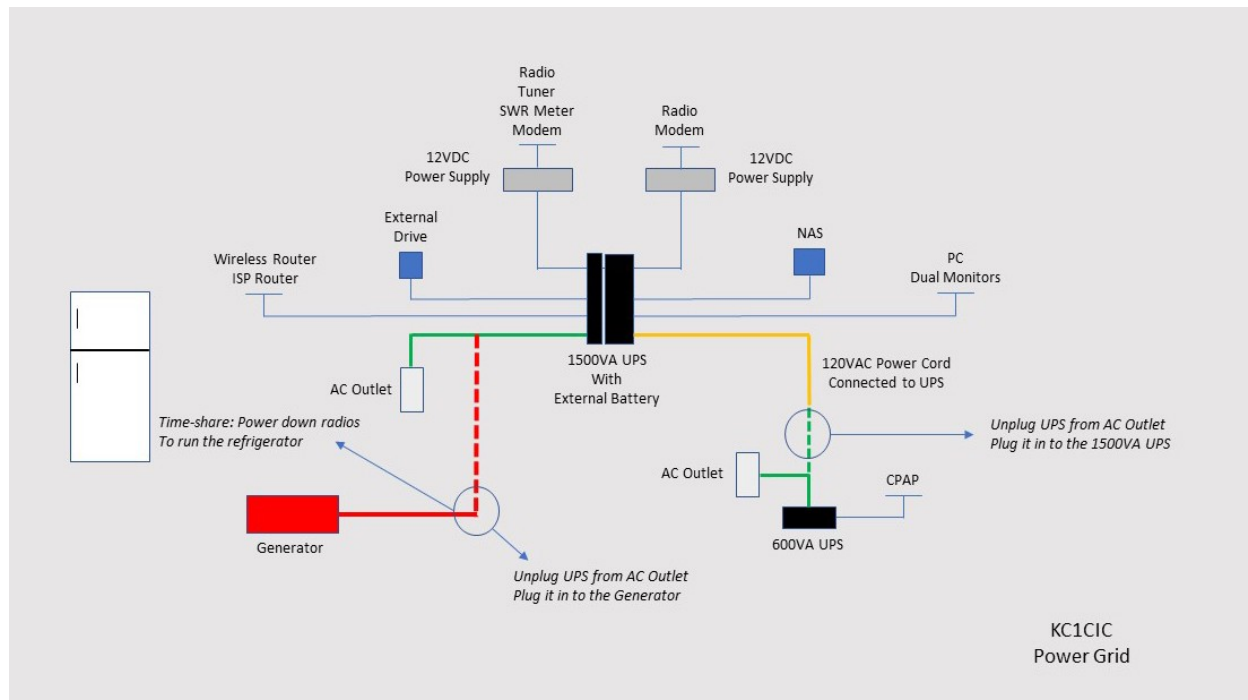 Radio
Tuner
SWR Meter
Modem
Radio
Modem
12VDC
Power Supply
12VDC
Power Supply
External
Drive
NAS
Wireless Router
ISP Router
PC
Dual Monitors
1500VA UPS
With
External Battery
120VAC Power Cord
Connected to UPS
AC Outlet
Time-share: Power down radios
To run the refrigerator
Unplug UPS from AC Outlet
Plug it in to the 1500VA UPS
AC Outlet
CPAP
600VA UPS
Generator
Unplug UPS from AC Outlet
Plug it in to the Generator
KC1CIC
Power Grid